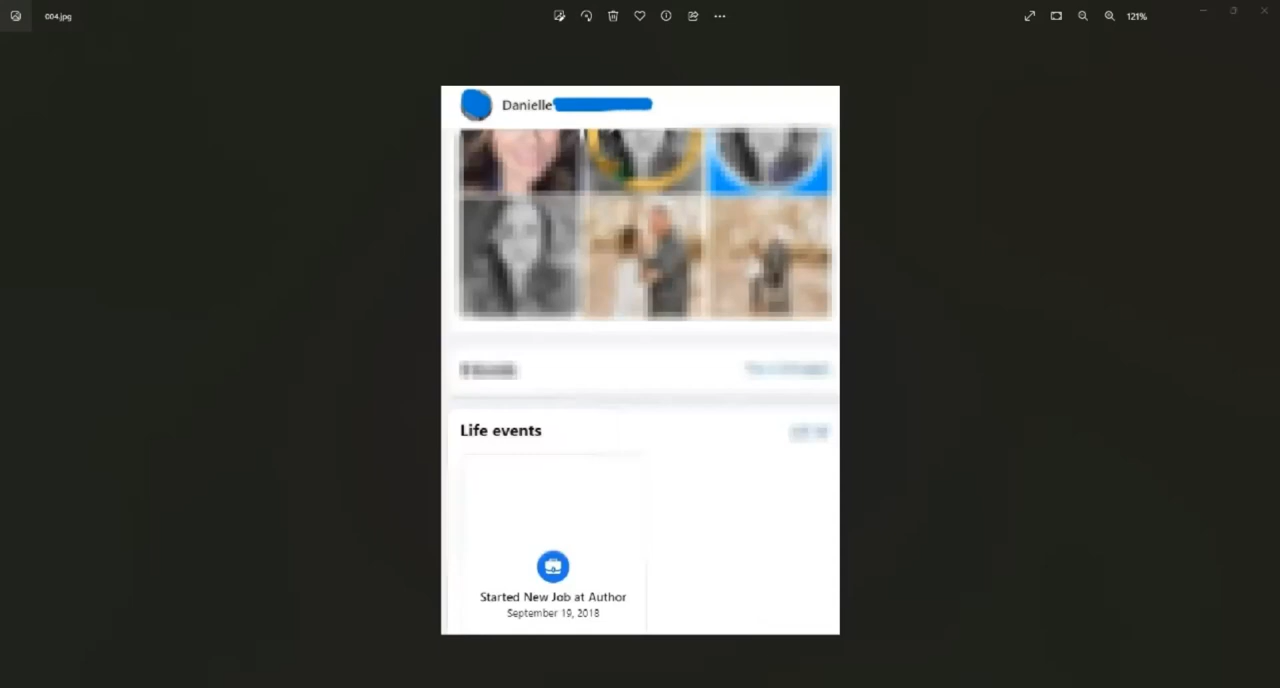 004.jpg
121%
Danielle
Life events
Started New Job at Author
September 19, 2018